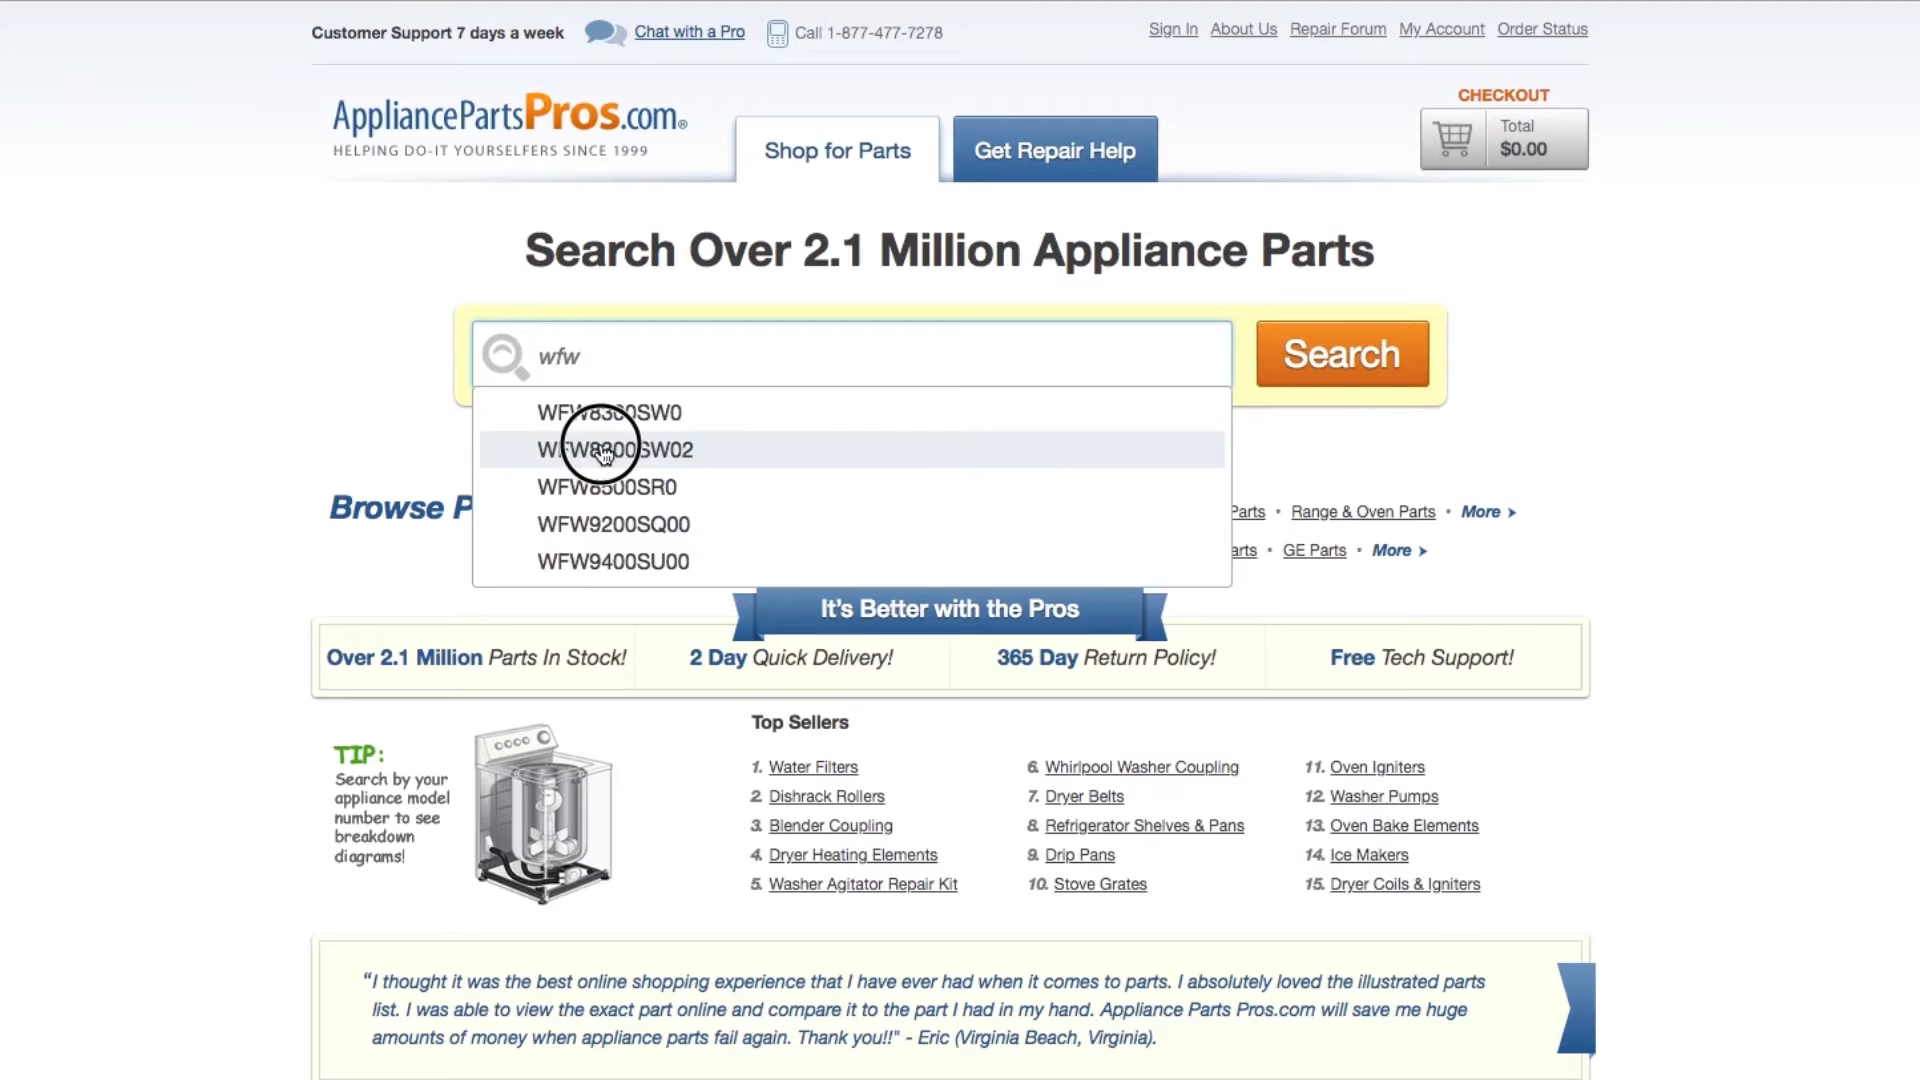 Customer Support 7 days a week Chat with a Pro Call 1-877-477-7278 Sign In About Us Repair Forum My Account Order Status
AppliancePartsPros.com®
HELPING DO-IT YOURSELFERS SINCE 1999
Shop for Parts
Get Repair Help
CHECKOUT
Total
$0.00
Search Over 2.1 Million Appliance Parts
wfw
Search
WFW8300SW0
WFW8300SW02
WFW8500SR0
WFW9200SQ00
WFW9400SU00
Browse P
Parts • Range & Oven Parts • More
arts • GE Parts • More
It's Better with the Pros
Over 2.1 Million Parts In Stock! 2 Day Quick Delivery! 365 Day Return Policy! Free Tech Support!
TIP:
Search by your
appliance model
number to see
breakdown
diagrams!
Top Sellers
1. Water Filters
2. Dishrack Rollers
3. Blender Coupling
4. Dryer Heating Elements
5. Washer Agitator Repair Kit
6. Whirlpool Washer Coupling
7. Dryer Belts
8. Refrigerator Shelves & Pans
9. Drip Pans
10. Stove Grates
11. Oven Igniters
12. Washer Pumps
13. Oven Bake Elements
14. Ice Makers
15. Dryer Coils & Igniters
“I thought it was the best online shopping experience that I have ever had when it comes to parts. I absolutely loved the illustrated parts
list. I was able to view the exact part online and compare it to the part I had in my hand. Appliance Parts Pros.com will save me huge
amounts of money when appliance parts fail again. Thank you!!" - Eric (Virginia Beach, Virginia).